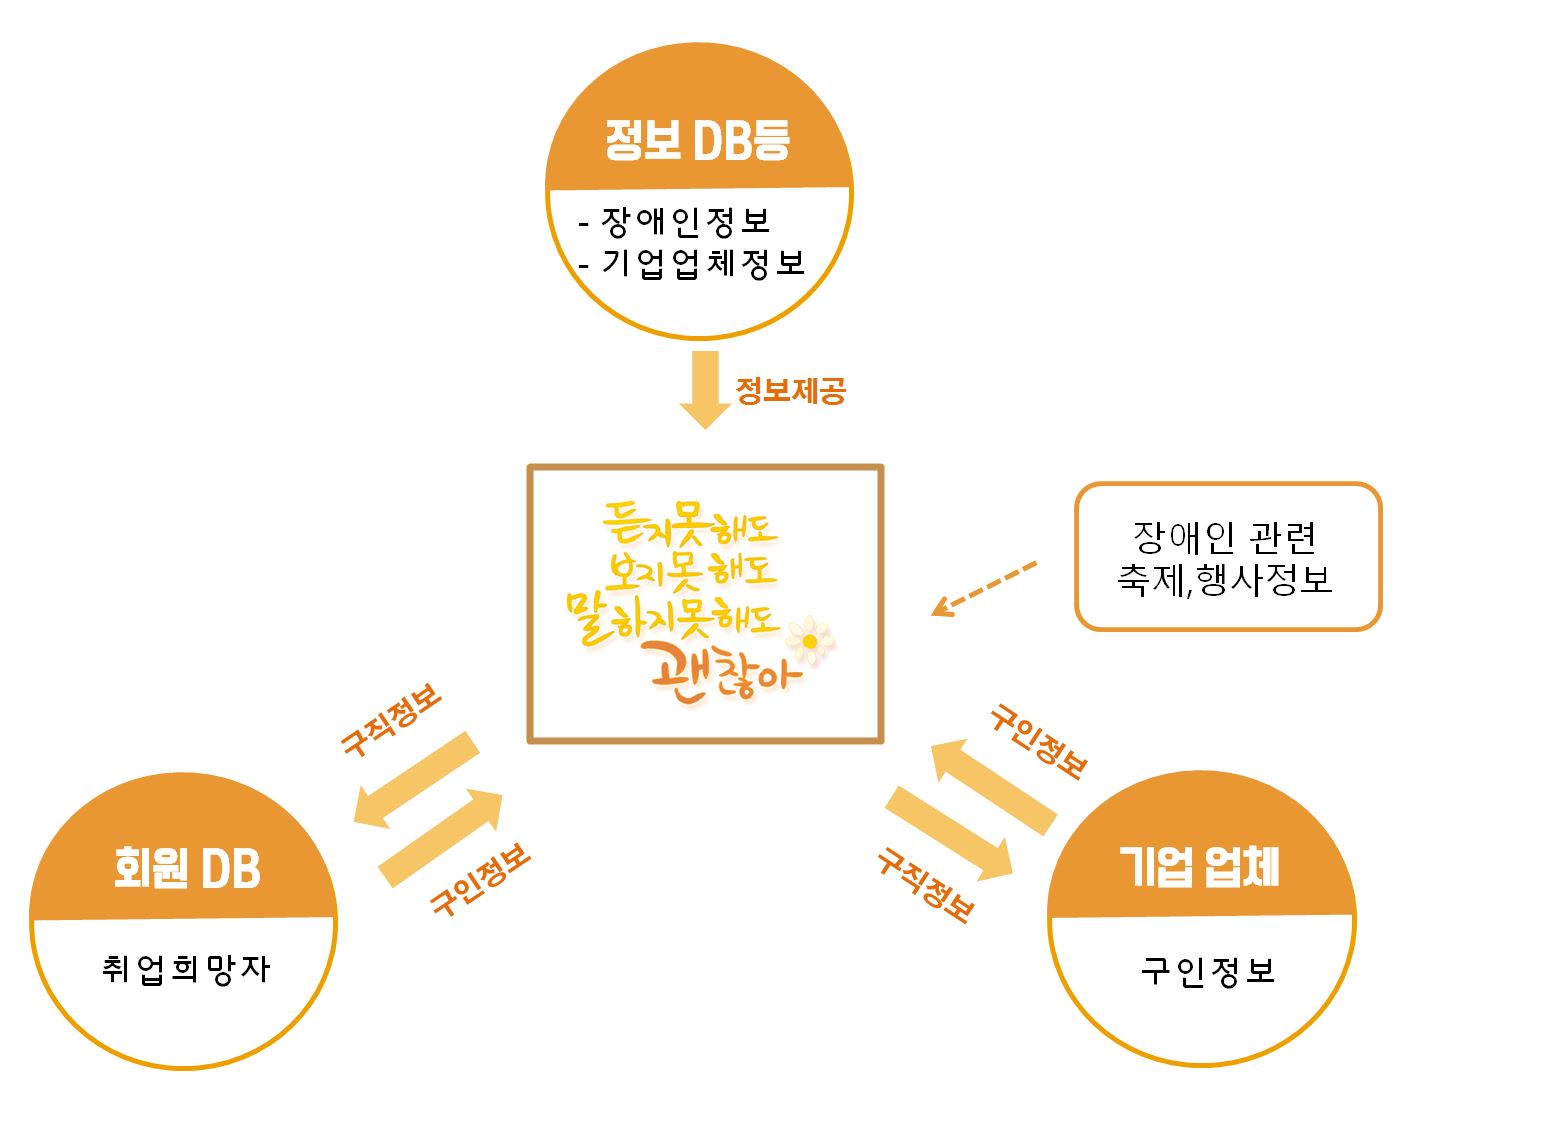 정보 DB등
- 장애인정보
- 기업업체정보
정보제공
듣지못해도
보지못해도
말하지못해도
괜찮아
장애인 관련
축제,행사정보
구직정보
구인정보
구인정보
구직정보
회원 DB
취업희망자
기업 업체
구인정보